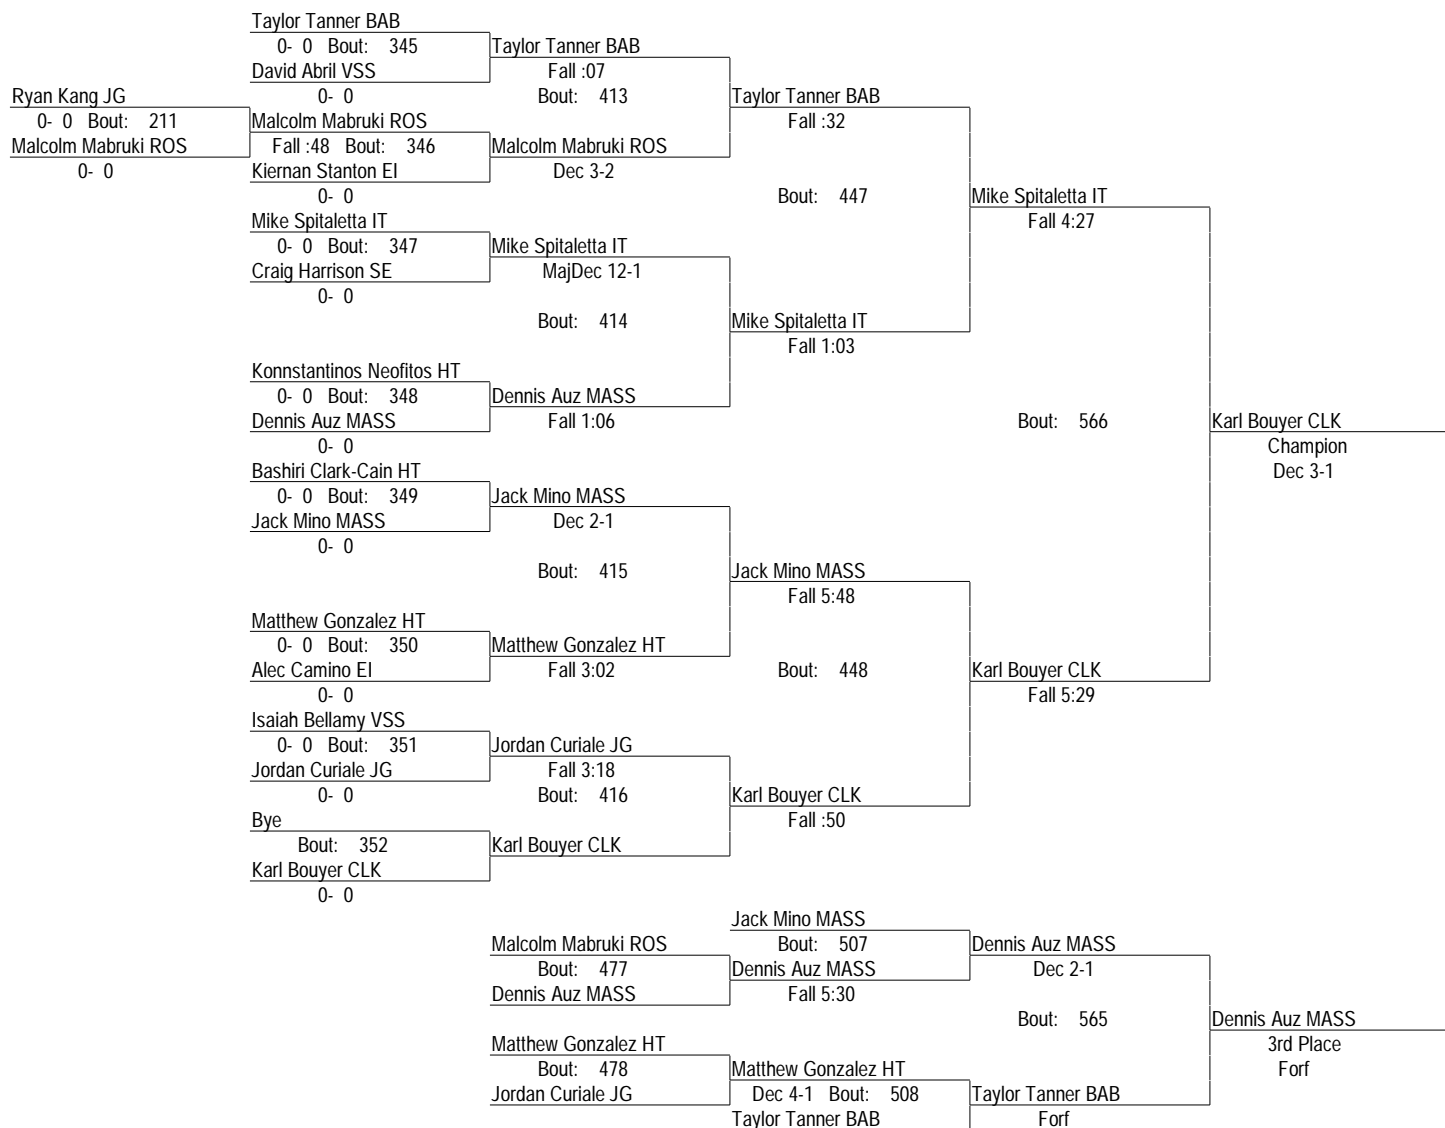 Taylor Tanner BAB
0- 0 Bout: 345 Taylor Tanner BAB
David Abril VSS Fall :07
Ryan Kang JG 0- 0 Bout: 413 Taylor Tanner BAB
0- 0 Bout: 211 Malcolm Mabruki ROS Fall :32
Malcolm Mabruki ROS Fall :48 Bout: 346 Malcolm Mabruki ROS
0- 0 Kiernan Stanton EI Dec 3-2
0- 0 Bout: 447 Mike Spitaletta IT
Mike Spitaletta IT Fall 4:27
0- 0 Bout: 347 Mike Spitaletta IT
Craig Harrison SE MajDec 12-1
0- 0
Bout: 414 Mike Spitaletta IT
Fall 1:03
Konnstantinos Neofitos HT
0- 0 Bout: 348 Dennis Auz MASS
Dennis Auz MASS Fall 1:06 Bout: 566 Karl Bouyer CLK
0- 0 Champion
Bashiri Clark-Cain HT Dec 3-1
0- 0 Bout: 349 Jack Mino MASS
Jack Mino MASS Dec 2-1
0- 0
Bout: 415 Jack Mino MASS
Fall 5:48
Matthew Gonzalez HT
0- 0 Bout: 350 Matthew Gonzalez HT
Alec Camino EI Fall 3:02 Bout: 448 Karl Bouyer CLK
0- 0 Fall 5:29
Isaiah Bellamy VSS
0- 0 Bout: 351 Jordan Curiale JG
Jordan Curiale JG Fall 3:18
0- 0 Bout: 416 Karl Bouyer CLK
Bye Fall :50
Bout: 352 Karl Bouyer CLK
Karl Bouyer CLK
0- 0
Jack Mino MASS
Malcolm Mabruki ROS Bout: 507 Dennis Auz MASS
Bout: 477 Dennis Auz MASS Dec 2-1
Dennis Auz MASS Fall 5:30
Bout: 565 Dennis Auz MASS
Matthew Gonzalez HT 3rd Place
Bout: 478 Matthew Gonzalez HT Forf
Jordan Curiale JG Dec 4-1 Bout: 508 Taylor Tanner BAB
Taylor Tanner BAB Forf